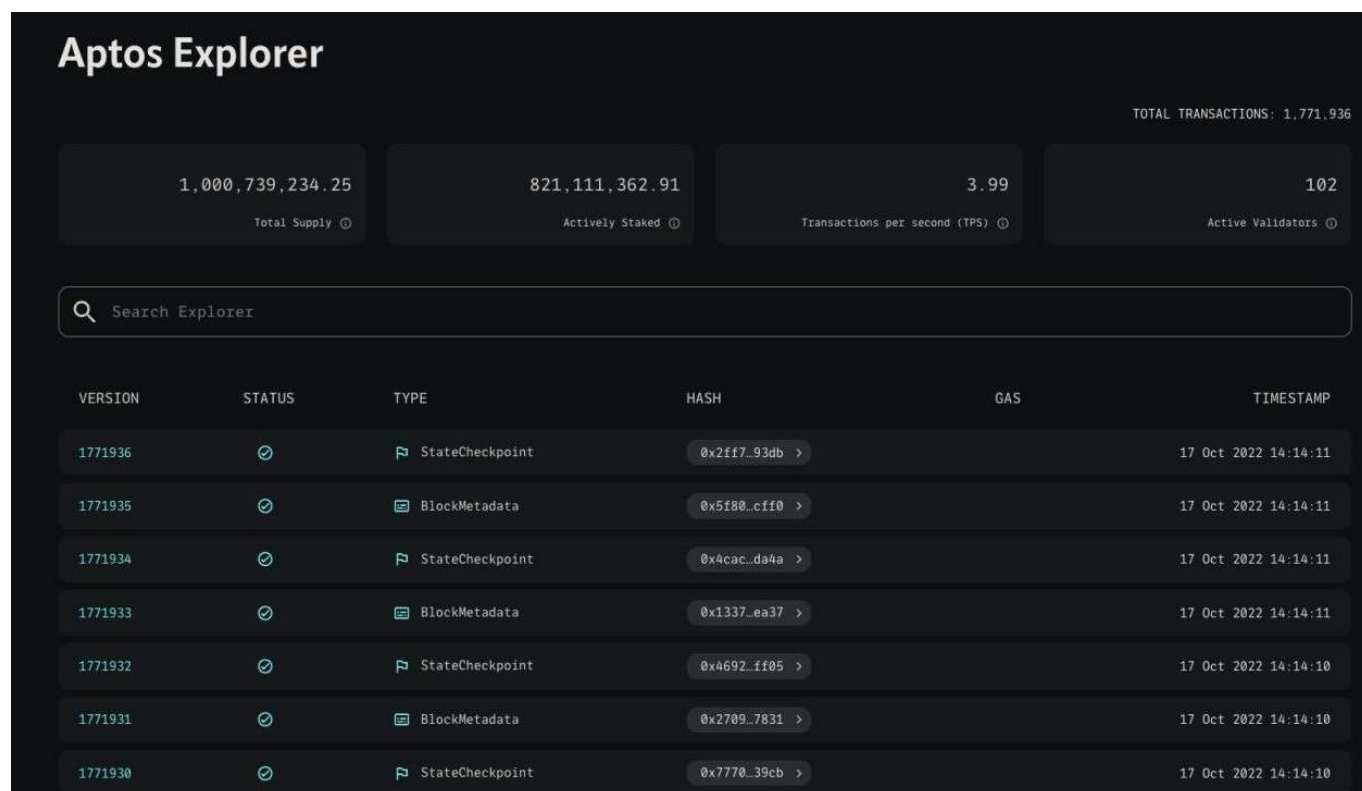 Aptos Explorer
TOTAL TRANSACTIONS: 1,771,936
1,000,739,234.25 821,111,362.91 3.99 102
Total Supply Actively Staked Transactions per second (TPS) Active Validators
Search Explorer
VERSION STATUS TYPE HASH GAS TIMESTAMP
1771936 StateCheckpoint 0x2ff7…93db > 17 Oct 2022 14:14:11
1771935 BlockMetadata 0x5f80…cff0 > 17 Oct 2022 14:14:11
1771934 StateCheckpoint 0x4cac…da4a > 17 Oct 2022 14:14:11
1771933 BlockMetadata 0x1337…ea37 > 17 Oct 2022 14:14:11
1771932 StateCheckpoint 0x4692…ff05 > 17 Oct 2022 14:14:10
1771931 BlockMetadata 0x2709…7831 > 17 Oct 2022 14:14:10
1771930 StateCheckpoint 0x7770…39cb > 17 Oct 2022 14:14:10